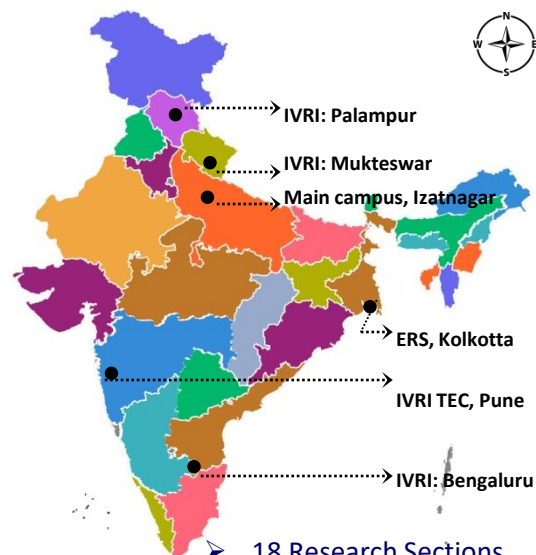 N
W E
S
IVRI: Palampur
IVRI: Mukteswar
Main campus, Izatnagar
ERS, Kolkotta
IVRI TEC, Pune
IVRI: Bengaluru
➢ 18 Research Sections